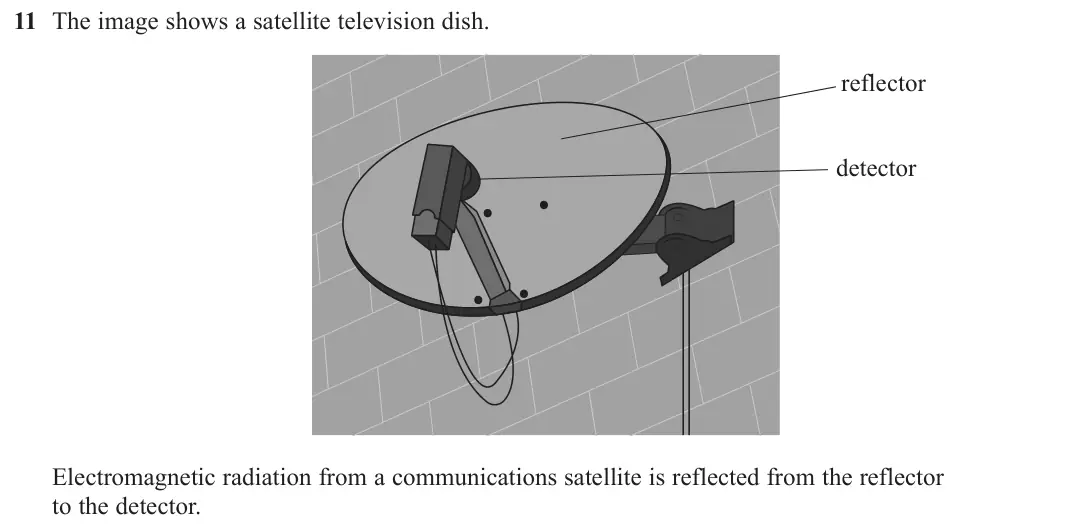 11 The image shows a satellite television dish.
reflector
detector
Electromagnetic radiation from a communications satellite is reflected from the reflector
to the detector.